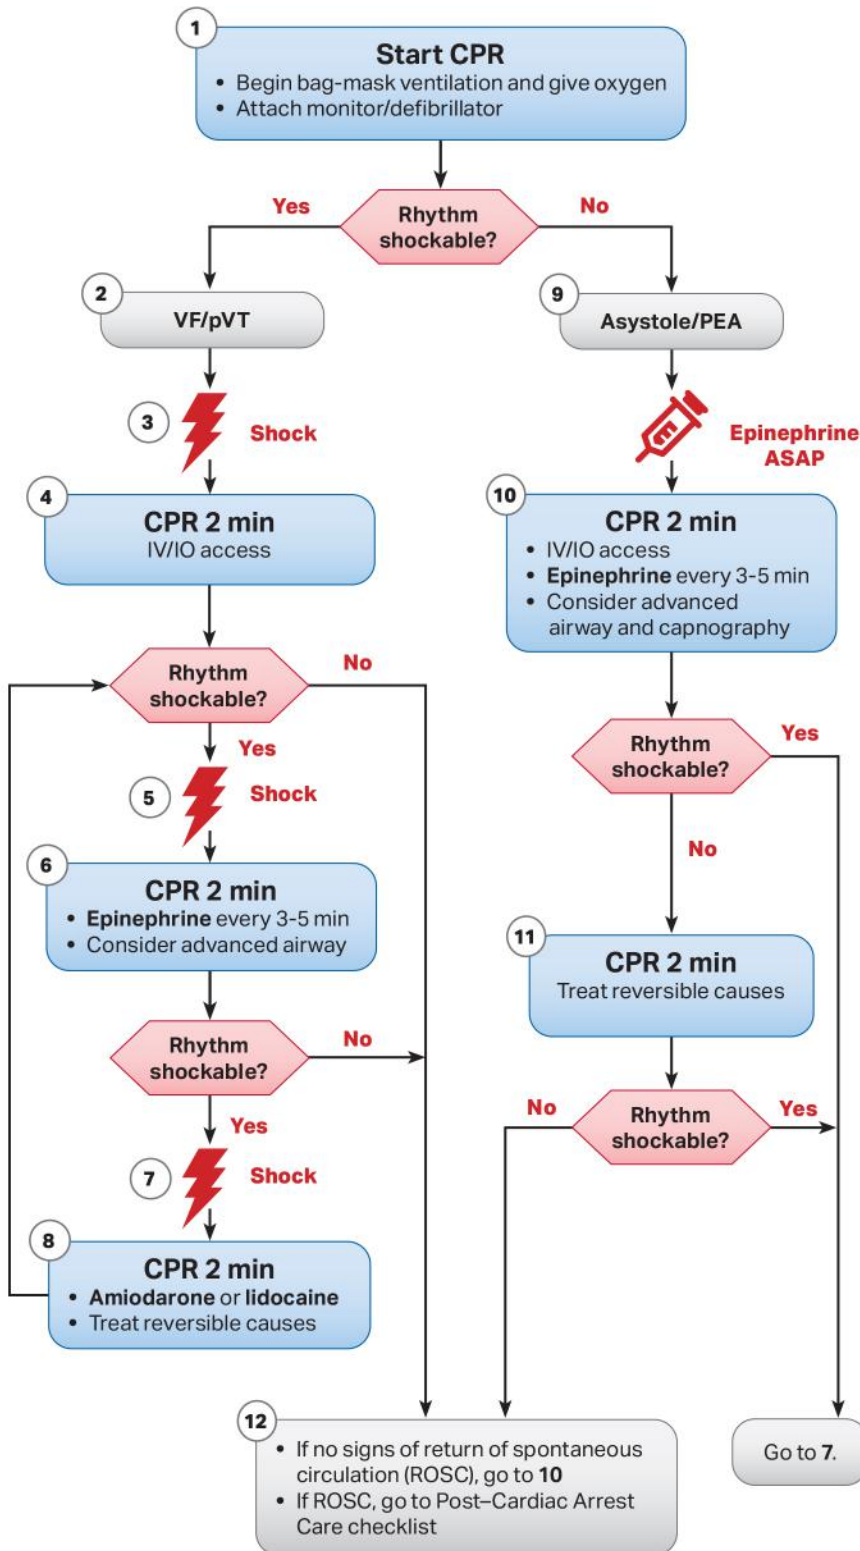 1
Start CPR
• Begin bag-mask ventilation and give oxygen
• Attach monitor/defibrillator
Rhythm
shockable?
Yes
No
2
VF/pVT
3
Shock
4
CPR 2 min
IV/IO access
Rhythm
shockable?
No
Yes
5
Shock
6
CPR 2 min
• Epinephrine every 3-5 min
• Consider advanced airway
Rhythm
shockable?
No
Yes
7
Shock
8
CPR 2 min
• Amiodarone or lidocaine
• Treat reversible causes
9
Asystole/PEA
Epinephrine
ASAP
10
CPR 2 min
• IV/IO access
• Epinephrine every 3-5 min
• Consider advanced
airway and capnography
Rhythm
shockable?
Yes
No
11
CPR 2 min
Treat reversible causes
Rhythm
shockable?
No
Yes
12
• If no signs of return of spontaneous
circulation (ROSC), go to 10
• If ROSC, go to Post–Cardiac Arrest
Care checklist
Go to 7.